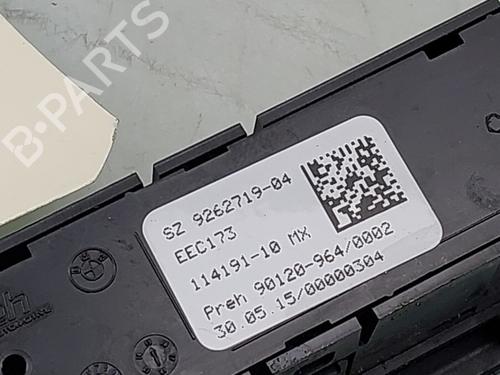 B-PARTS
SZ 9262719-04
EEC173
114191-10 MX
Preh 90120-964/0002
30.05.15/00000304